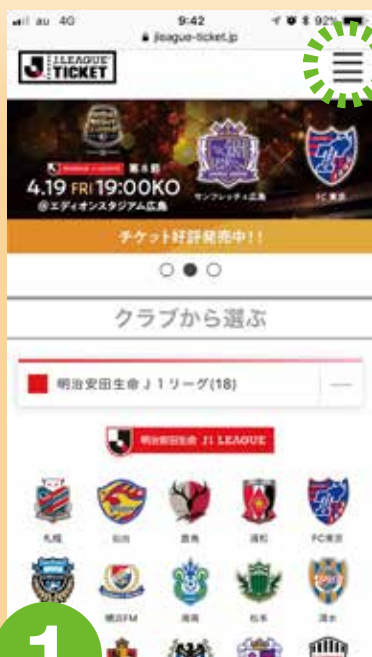 au 4G 9:42 92%
jleague-ticket.jp
J.LEAGUE TICKET
第8節
4.19 FRI 19:00KO
@エディオンスタジアム広島
サンフレッチェ広島
FC東京
チケット好評発売中!!
クラブから選ぶ
明治安田生命J1リーグ(18)
明治安田生命 J1 LEAGUE
札幌 仙台 鹿島 浦和 FC東京
横浜FM 湘南 松本 清水
1